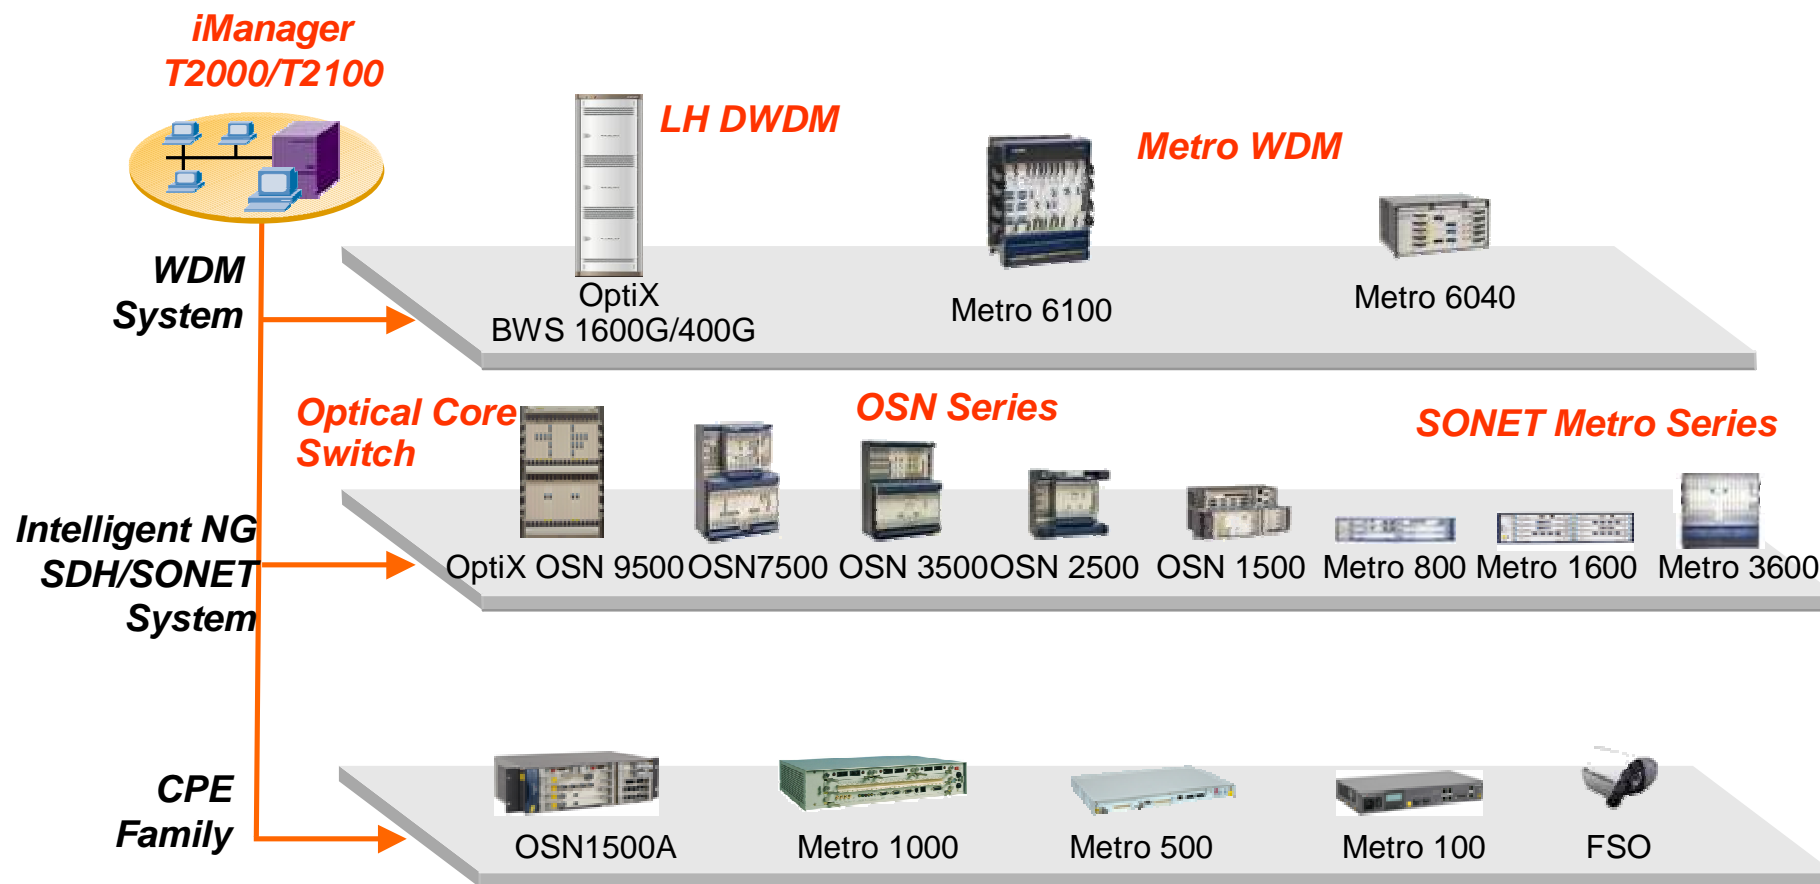 iManager
T2000/T2100
LH DWDM
Metro WDM
WDM
System
OptiX
BWS 1600G/400G
Metro 6100
Metro 6040
Optical Core
Switch
OSN Series
SONET Metro Series
Intelligent NG
SDH/SONET
System
OptiX OSN 9500
OSN7500
OSN 3500
OSN 2500
OSN 1500
Metro 800
Metro 1600
Metro 3600
CPE
Family
OSN1500A
Metro 1000
Metro 500
Metro 100
FSO